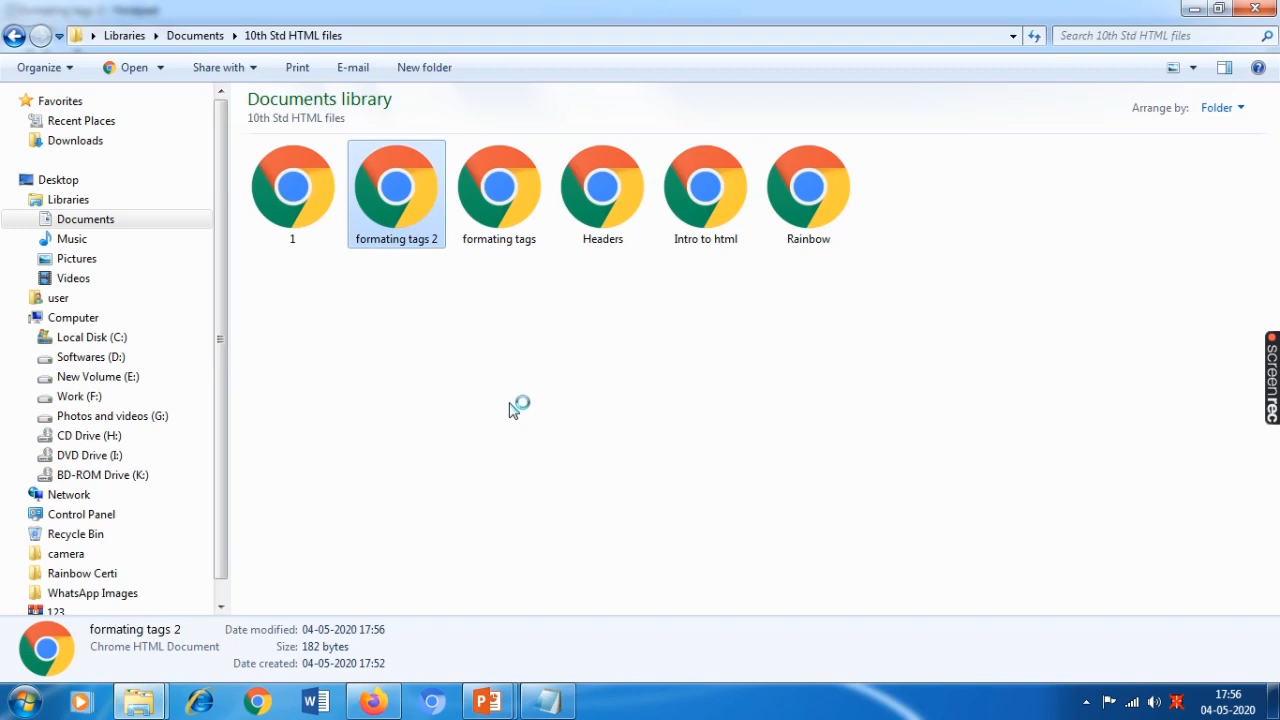 Libraries
Documents
10th Std HTML files
Search 10th Std HTML files
Organize
Open
Share with
Print
E-mail
New folder
Favorites
Recent Places
Downloads
Desktop
Libraries
Documents
Music
Pictures
Videos
user
Computer
Local Disk (C:)
Softwares (D:)
New Volume (E:)
Work (F:)
Photos and videos (G:)
CD Drive (H:)
DVD Drive (I:)
BD-ROM Drive (K:)
Network
Control Panel
Recycle Bin
camera
Rainbow Certi
WhatsApp Images
123
Documents library
10th Std HTML files
Arrange by: Folder
1
formating tags 2
formating tags
Headers
Intro to html
Rainbow
screenrec
formating tags 2
Chrome HTML Document
Date modified: 04-05-2020 17:56
Size: 182 bytes
Date created: 04-05-2020 17:52
17:56
04-05-2020